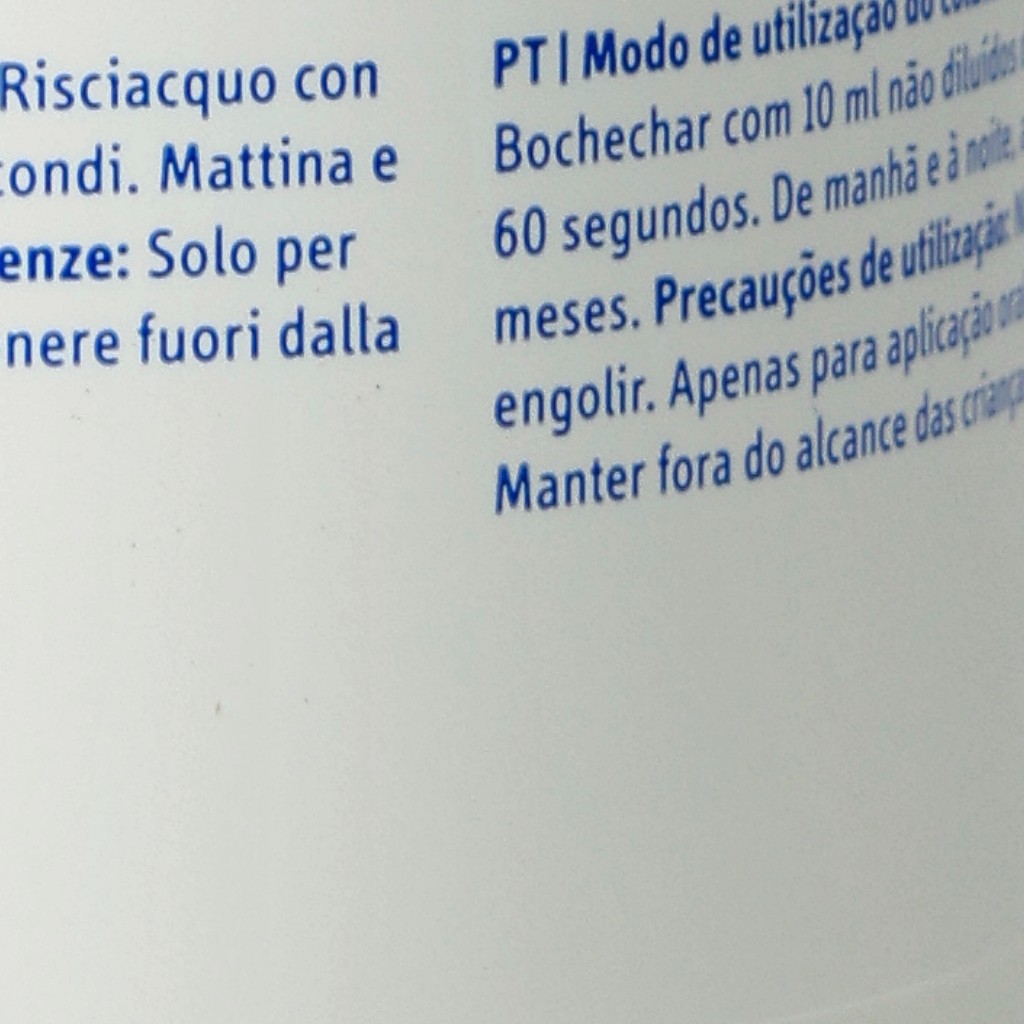 Risciacquo con
condi. Mattina e
enze: Solo per
nere fuori dalla
PT | Modo de utilização do
Bochechar com 10 ml não diluídos
60 segundos. De manhã e à noite,
meses. Precauções de utilização:
engolir. Apenas para aplicação
Manter fora do alcance das